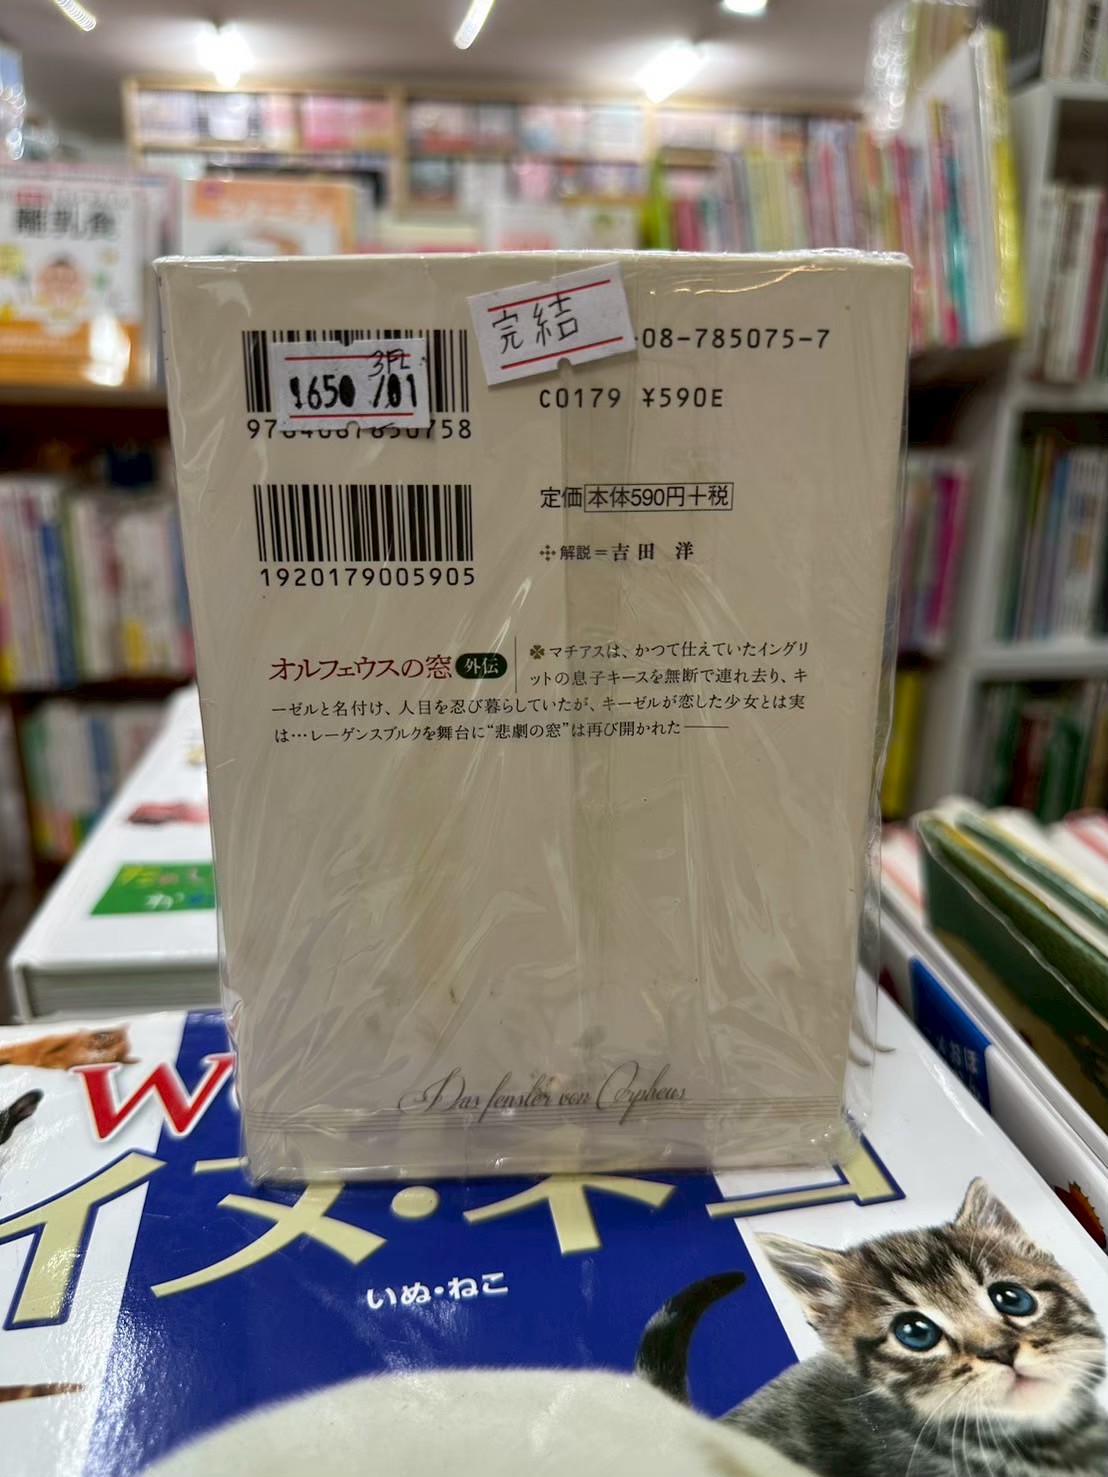 離乳食
完結
08-785075-7
3FL
1650 /01
C0179 ¥590E
定価本体590円+税
解説=吉田 洋
1920179005905
オルフェウスの窓 外伝
マチアスは、かつて仕えていたイングリ
ットの息子キースを無断で連れ去り、キ
ーゼルと名付け、人目を忍び暮らしていたが、キーゼルが恋した少女とは実
は…レーゲンスブルクを舞台に“悲劇の窓”は再び開かれた――
Das fenster von Orpheus
イヌ・ネコ
いぬ・ねこ